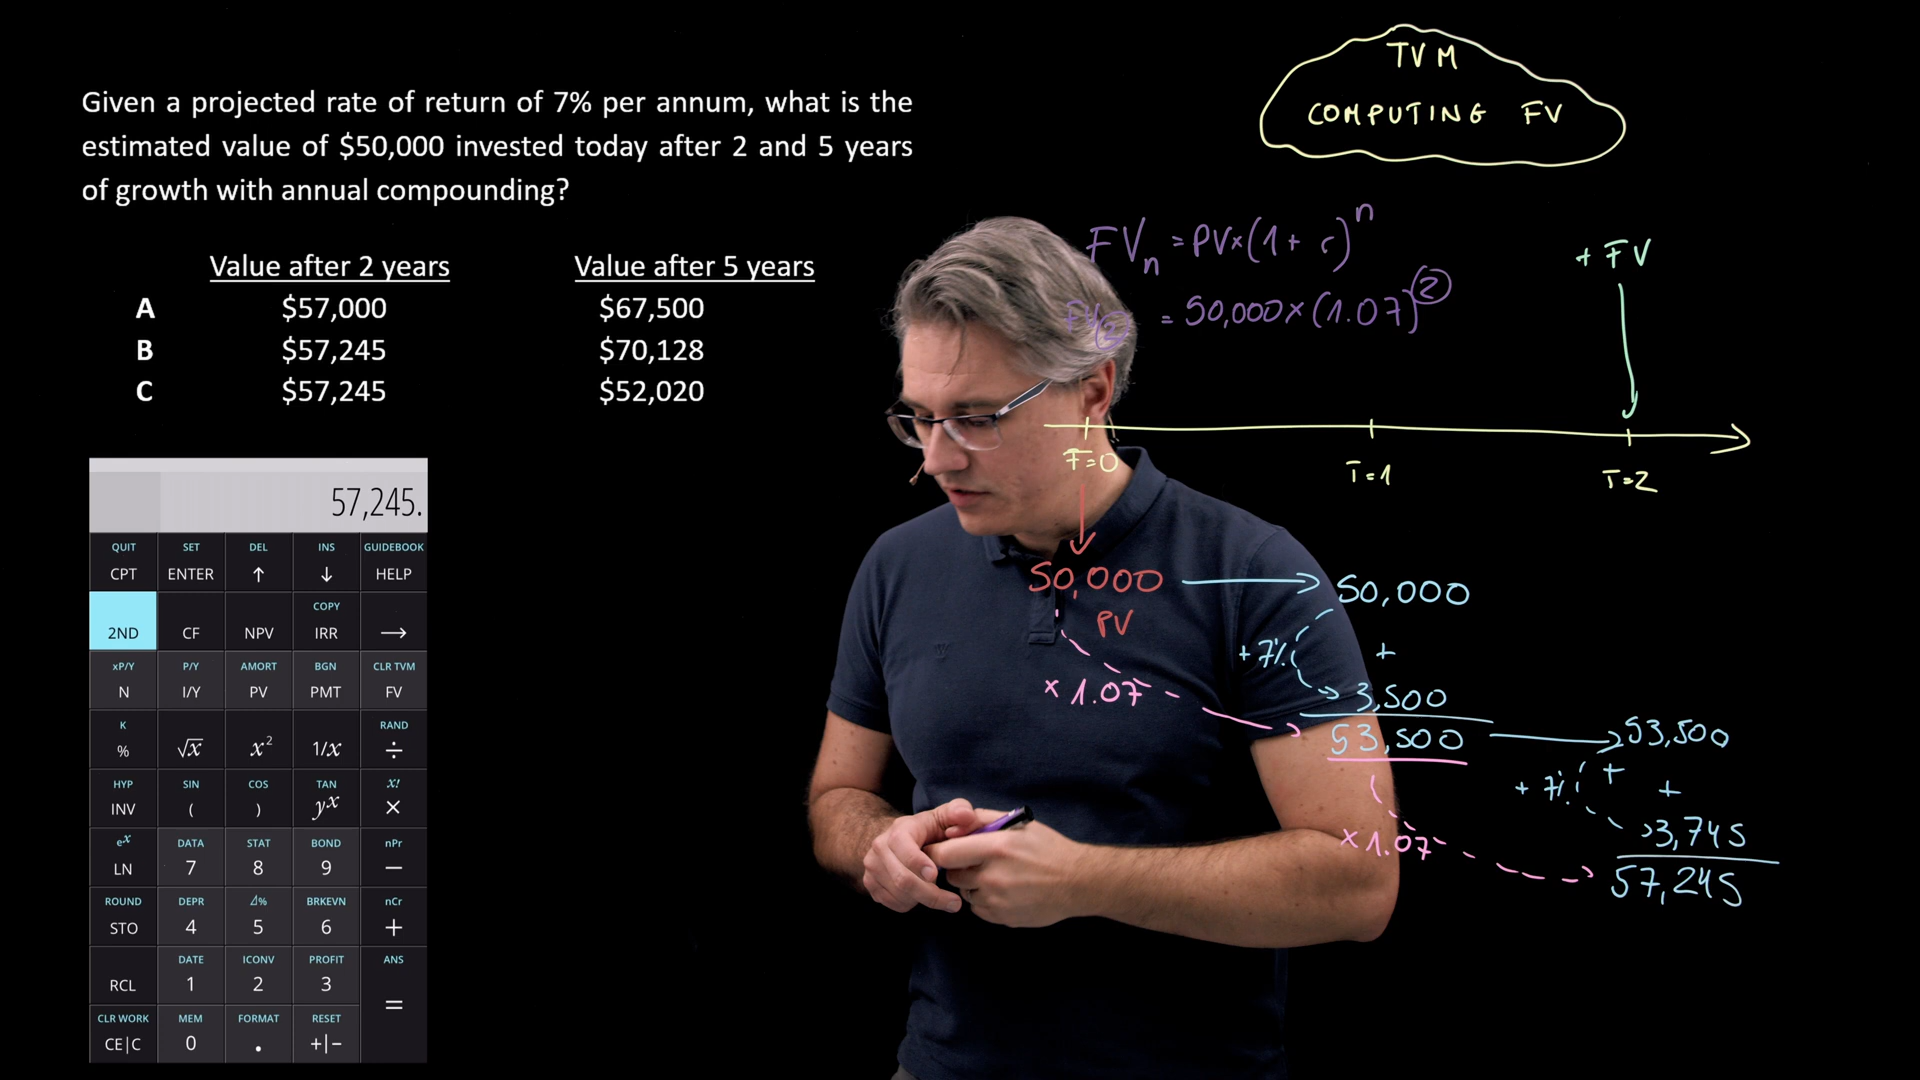 Given a projected rate of return of 7% per annum, what is the
estimated value of $50,000 invested today after 2 and 5 years
of growth with annual compounding?
Value after 2 years Value after 5 years
A $57,000 $67,500
B $57,245 $70,128
C $57,245 $52,020
57,245.
QUIT SET DEL INS GUIDEBOOK
CPT ENTER ↑ ↓ HELP
COPY
2ND CF NPV IRR →
xP/Y P/Y AMORT BGN CLR TVM
N I/Y PV PMT FV
K RAND
% √x x² 1/x ÷
HYP SIN COS TAN x!
INV ( ) yˣ ×
eˣ DATA STAT BOND nPr
LN 7 8 9 −
ROUND DEPR Δ% BRKEVN nCr
STO 4 5 6 +
DATE ICONV PROFIT ANS
RCL 1 2 3 =
CLR WORK MEM FORMAT RESET
CE|C 0 . +|−
TVM
COMPUTING FV
FVₙ = PV×(1+r)ⁿ
FV₂ = 50,000×(1.07)²
+ FV
T=0 T=1 T=2
50,000 → 50,000
PV
+7% +
×1.07 3,500
53,500 → 53,500
+
+7% +
×1.07 3,745
57,245